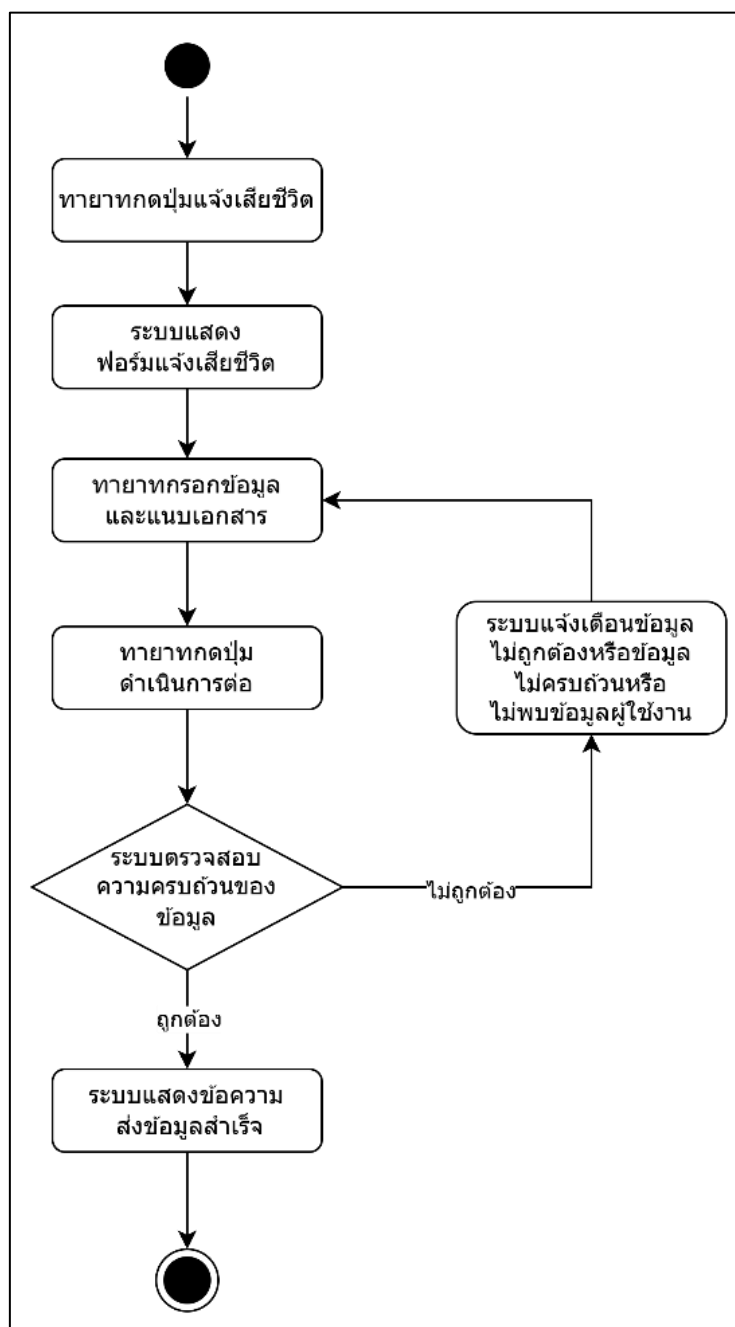 ทายาทกดปุ่มแจ้งเสียชีวิต
ระบบแสดง
ฟอร์มแจ้งเสียชีวิต
ทายาทกรอกข้อมูล
และแนบเอกสาร
ทายาทกดปุ่ม
ดำเนินการต่อ
ระบบแจ้งเตือนข้อมูล
ไม่ถูกต้องหรือข้อมูล
ไม่ครบถ้วนหรือ
ไม่พบข้อมูลผู้ใช้งาน
ระบบตรวจสอบ
ความครบถ้วนของ
ข้อมูล
ไม่ถูกต้อง
ถูกต้อง
ระบบแสดงข้อความ
ส่งข้อมูลสำเร็จ